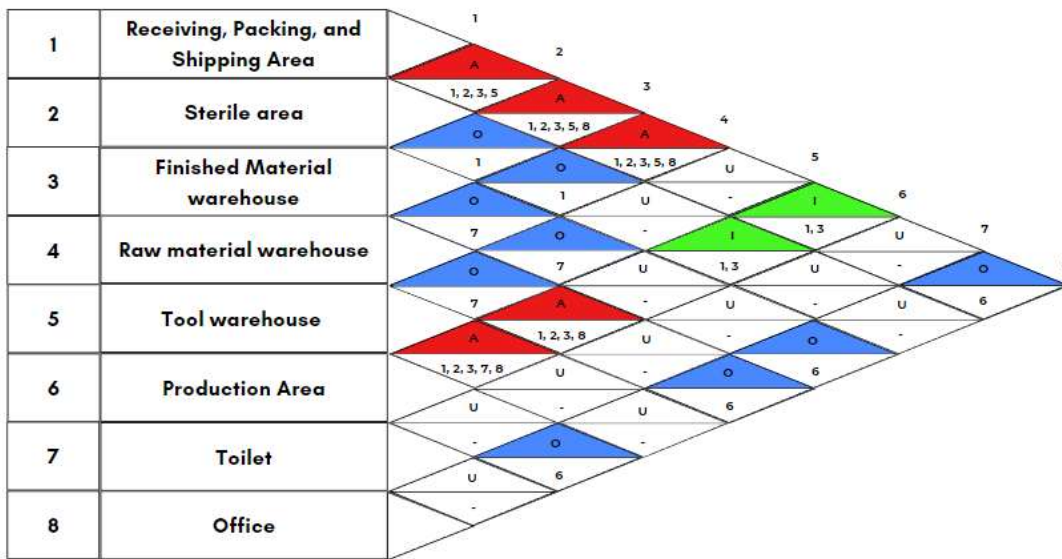 1
1 Receiving, Packing, and
Shipping Area
2
A
3
1, 2, 3, 5 A
2 Sterile area
4
O 1, 2, 3, 5, 8 A
5
1 O 1, 2, 3, 5, 8 U
3 Finished Material
warehouse
6
O 1 U - I
7
7 O - I 1, 3 U
4 Raw material warehouse
O 7 U 1, 3 U - O
7 A - U - U 6
5 Tool warehouse
A 1, 2, 3, 8 U - O -
1, 2, 3, 7, 8 U - O 6
6 Production Area
U - U 6
- O -
7 Toilet
U 6
-
8 Office